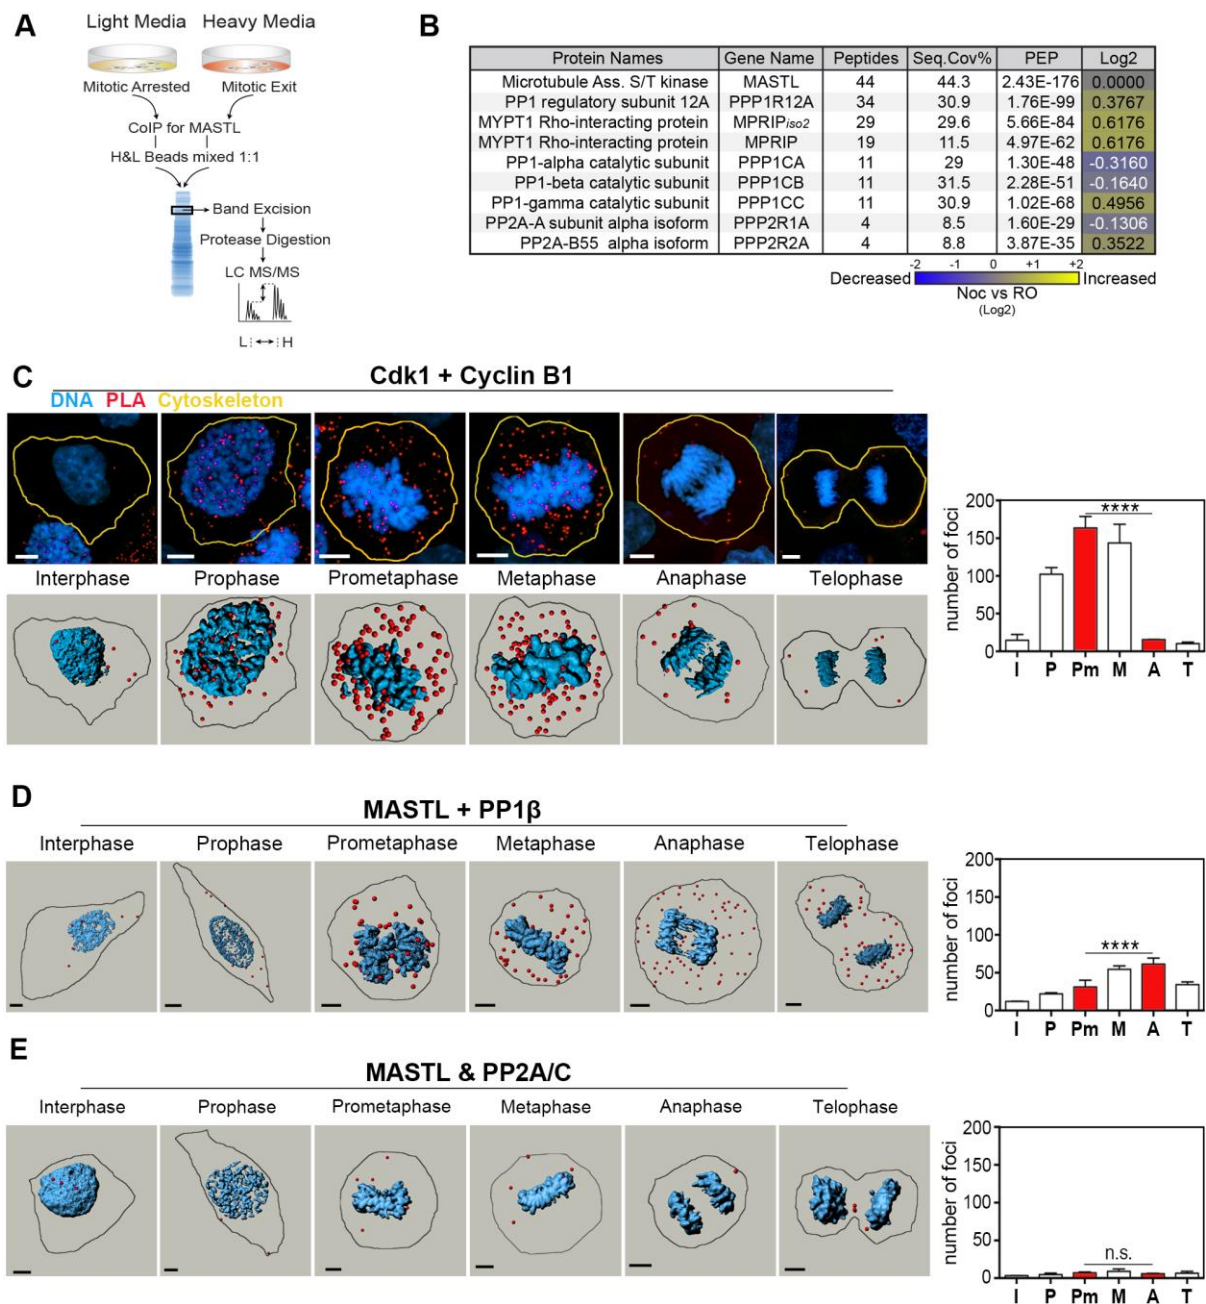 A
Light Media Heavy Media
Mitotic Arrested Mitotic Exit
CoIP for MASTL
H&L Beads mixed 1:1
Band Excision
Protease Digestion
LC MS/MS
L H
B
Protein Names Gene Name Peptides Seq.Cov% PEP Log2
Microtubule Ass. S/T kinase MASTL 44 44.3 2.43E-176 0.0000
PP1 regulatory subunit 12A PPP1R12A 34 30.9 1.76E-99 0.3767
MYPT1 Rho-interacting protein MPRIPiso2 29 29.6 5.66E-84 0.6176
MYPT1 Rho-interacting protein MPRIP 19 11.5 4.97E-62 0.6176
PP1-alpha catalytic subunit PPP1CA 11 29 1.30E-48 -0.3160
PP1-beta catalytic subunit PPP1CB 11 31.5 2.28E-51 -0.1640
PP1-gamma catalytic subunit PPP1CC 11 30.9 1.02E-68 0.4956
PP2A-A subunit alpha isoform PPP2R1A 4 8.5 1.60E-29 -0.1306
PP2A-B55 alpha isoform PPP2R2A 4 8.8 3.87E-35 0.3522
-2 -1 0 +1 +2
Decreased Increased
Noc vs RO
(Log2)
C
Cdk1 + Cyclin B1
DNA PLA Cytoskeleton
Interphase Prophase Prometaphase Metaphase Anaphase Telophase
number of foci
200
150
100
50
0
****
I P Pm M A T
D
MASTL + PP1β
Interphase Prophase Prometaphase Metaphase Anaphase Telophase
number of foci
200
150
100
50
0
****
I P Pm M A T
E
MASTL & PP2A/C
Interphase Prophase Prometaphase Metaphase Anaphase Telophase
number of foci
200
150
100
50
0
n.s.
I P Pm M A T